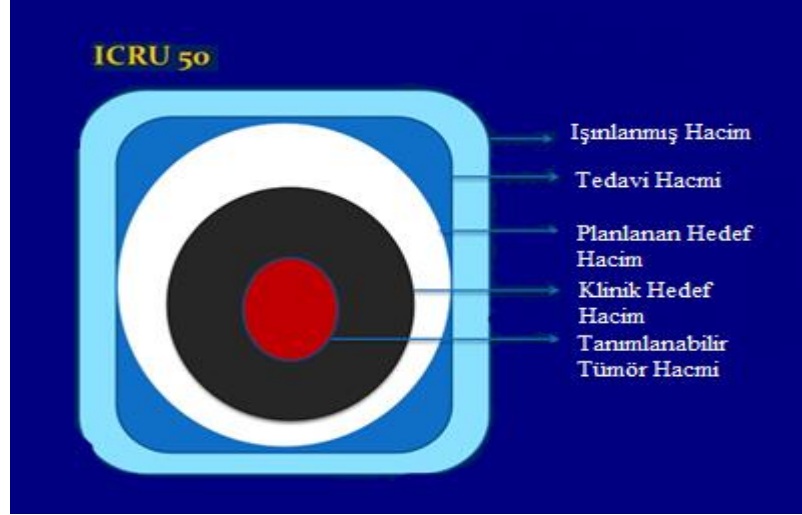 ICRU 50
Işınlanmış Hacim
Tedavi Hacmi
Planlanan Hedef
Hacim
Klinik Hedef
Hacim
Tanımlanabilir
Tümör Hacmi